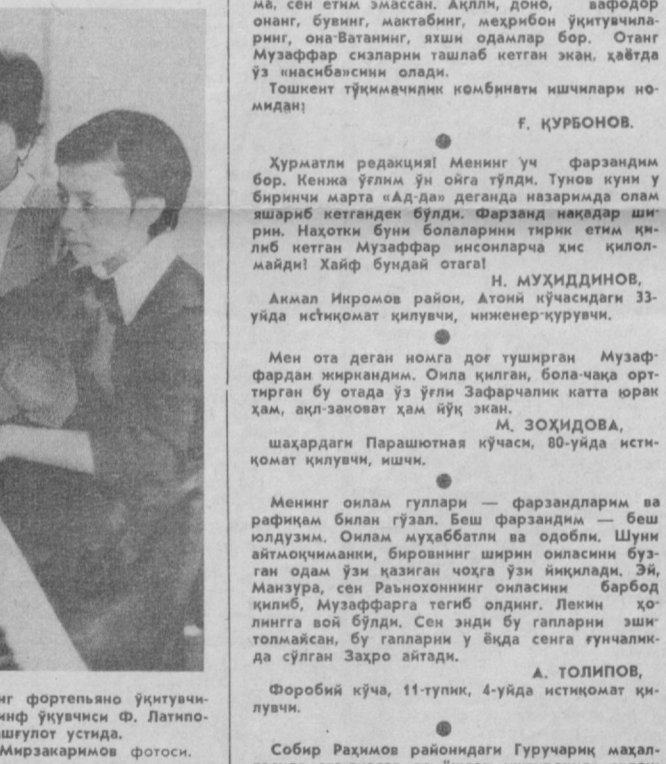 ма, сен етим эмассан. Ақлли, доно, вафодор
онанг, бувинг, мактабинг, меҳрибон ўқитувчила-
ринг, она-Ватанинг, яхши одамлар бор. Отанг
Музаффар сизларни ташлаб кетган экан, ҳаётда
ўз «насиба»сини олади.
Тошкент тўқимачилик комбинати ишчилари но-
мидан;
Ғ. ҚУРБОНОВ.
Ҳурматли редакция! Менинг уч фарзандим
бор. Кенжа ўғлим ўн ойга тўлди. Тунов куни у
биринчи марта «Ад-да» деганда назаримда олам
яшариб кетгандек бўлди. Фарзанд нақадар ши-
рин. Наҳотки буни болаларини тирик етим қи-
либ кетган Музаффар инсонларча ҳис қилол-
майди! Хайф бундай отага!
Н. МУҲИДДИНОВ,
Акмал Икромов район, Атоий кўчасидаги 33-
уйда истиқомат қилувчи, инженер-қурувчи.
Мен ота деган номга доғ туширган Музаф-
фардан жиркандим. Оила қилган, бола-чақа орт-
тирган бу отада ўз ўғли Зафарчалик катта юрак
ҳам, ақл-заковат ҳам йўқ экан.
М. ЗОҲИДОВА,
шаҳардаги Парашютная кўчаси, 80-уйда исти-
қомат қилувчи, ишчи.
Менинг оилам гуллари — фарзандларим ва
рафиқам билан гўзал. Беш фарзандим — беш
юлдузим. Оилам муҳаббатли ва одобли. Шуни
айтмоқчиманки, бировнинг ширин оиласини буз-
ган одам ўзи қазиган чоҳга ўзи йиқилади. Эй,
Манзура, сен Раънохоннинг оиласини барбод
қилиб, Музаффарга тегиб олдинг. Лекин ҳо-
лингга вой бўлди. Сен энди бу гапларни эши-
толмайсан, бу гапларни у ёқда сенга ғунчалик-
да сўлган Заҳро айтади.
А. ТОЛИПОВ,
Форобий кўча, 11-тупик, 4-уйда истиқомат қи-
лувчи.
Собир Раҳимов районидаги Гуручариқ маҳал-
нг фортепьяно ўқитувчи-
инф ўқувчиси Ф. Латипо-
ашғулот устида.
Мирзакаримов фотоси.